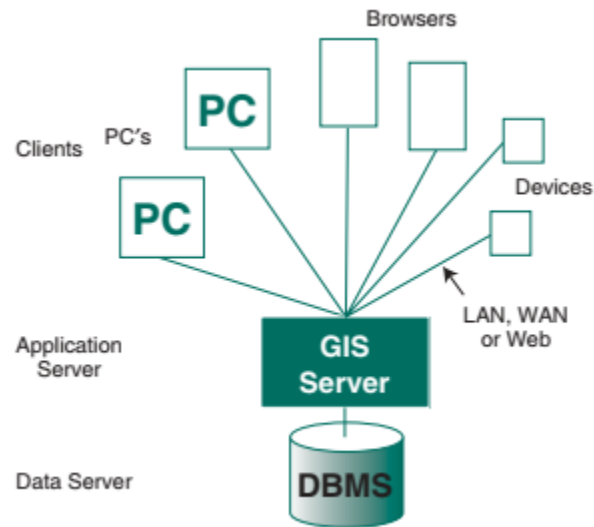 Browsers
PC
PC's
Clients
PC
Devices
LAN, WAN
or Web
Application
Server
GIS
Server
Data Server
DBMS